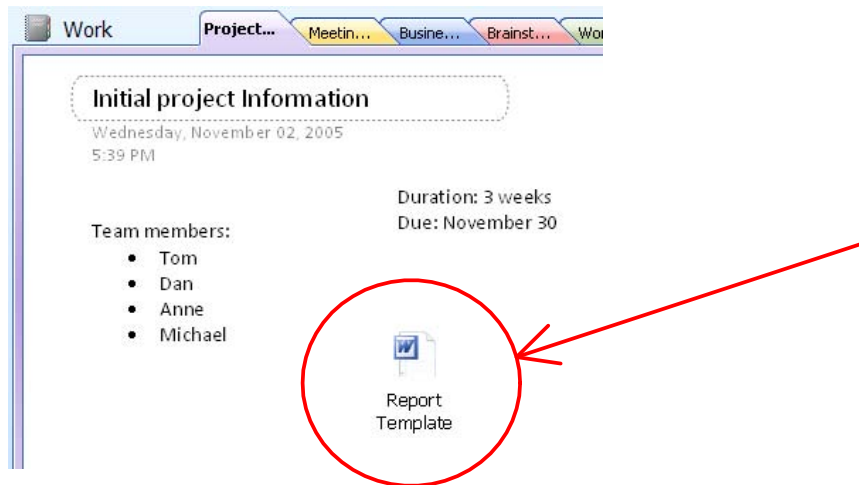 Work
Project... Meetin... Busine... Brainst... Wor
Initial project Information
Wednesday, November 02, 2005
5:39 PM
Duration: 3 weeks
Due: November 30
Team members:
• Tom
• Dan
• Anne
• Michael
W
Report
Template